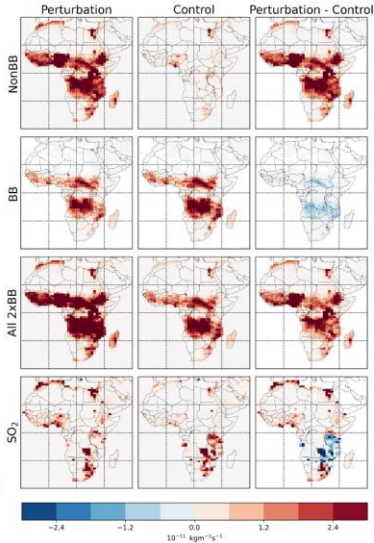 Perturbation Control Perturbation - Control
NonBB
BB
All 2xBB
SO₂
−2.4 −1.2 0.0 1.2 2.4
10⁻¹¹ kgm⁻²s⁻¹